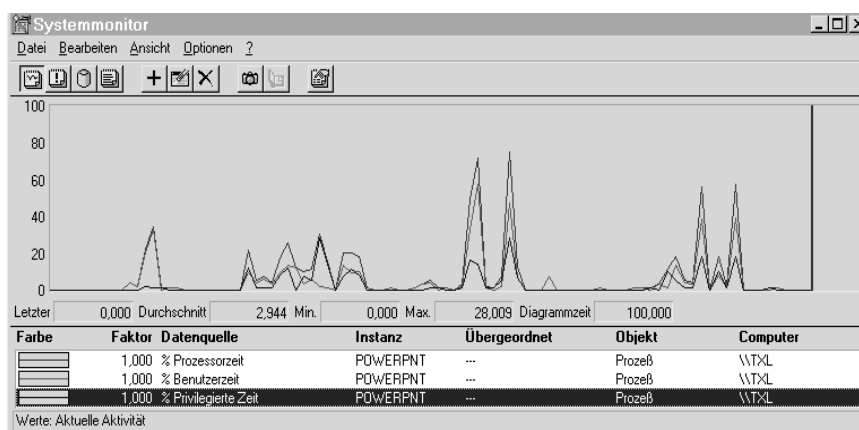 Systemmonitor
Datei Bearbeiten Ansicht Optionen ?
100
80
60
40
20
0
Letzter 0,000 Durchschnitt 2,944 Min. 0,000 Max. 28,009 Diagrammzeit 100,000
Farbe Faktor Datenquelle Instanz Übergeordnet Objekt Computer
1,000 % Prozessorzeit POWERPNT --- Prozeß \\TXL
1,000 % Benutzerzeit POWERPNT --- Prozeß \\TXL
1,000 % Privilegierte Zeit POWERPNT --- Prozeß \\TXL
Werte: Aktuelle Aktivität